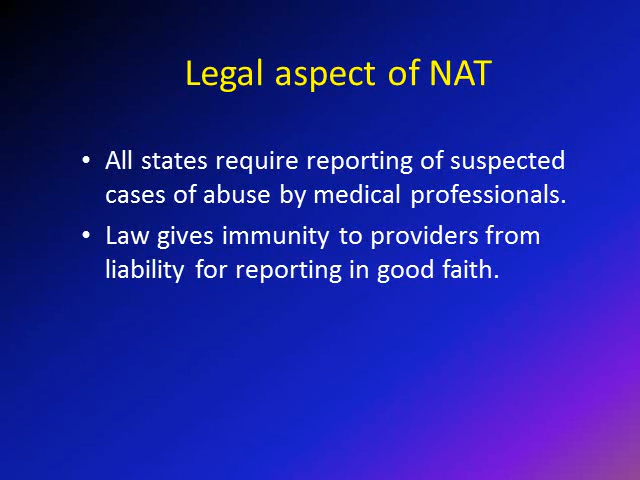 Legal aspect of NAT
• All states require reporting of suspected
cases of abuse by medical professionals.
• Law gives immunity to providers from
liability for reporting in good faith.